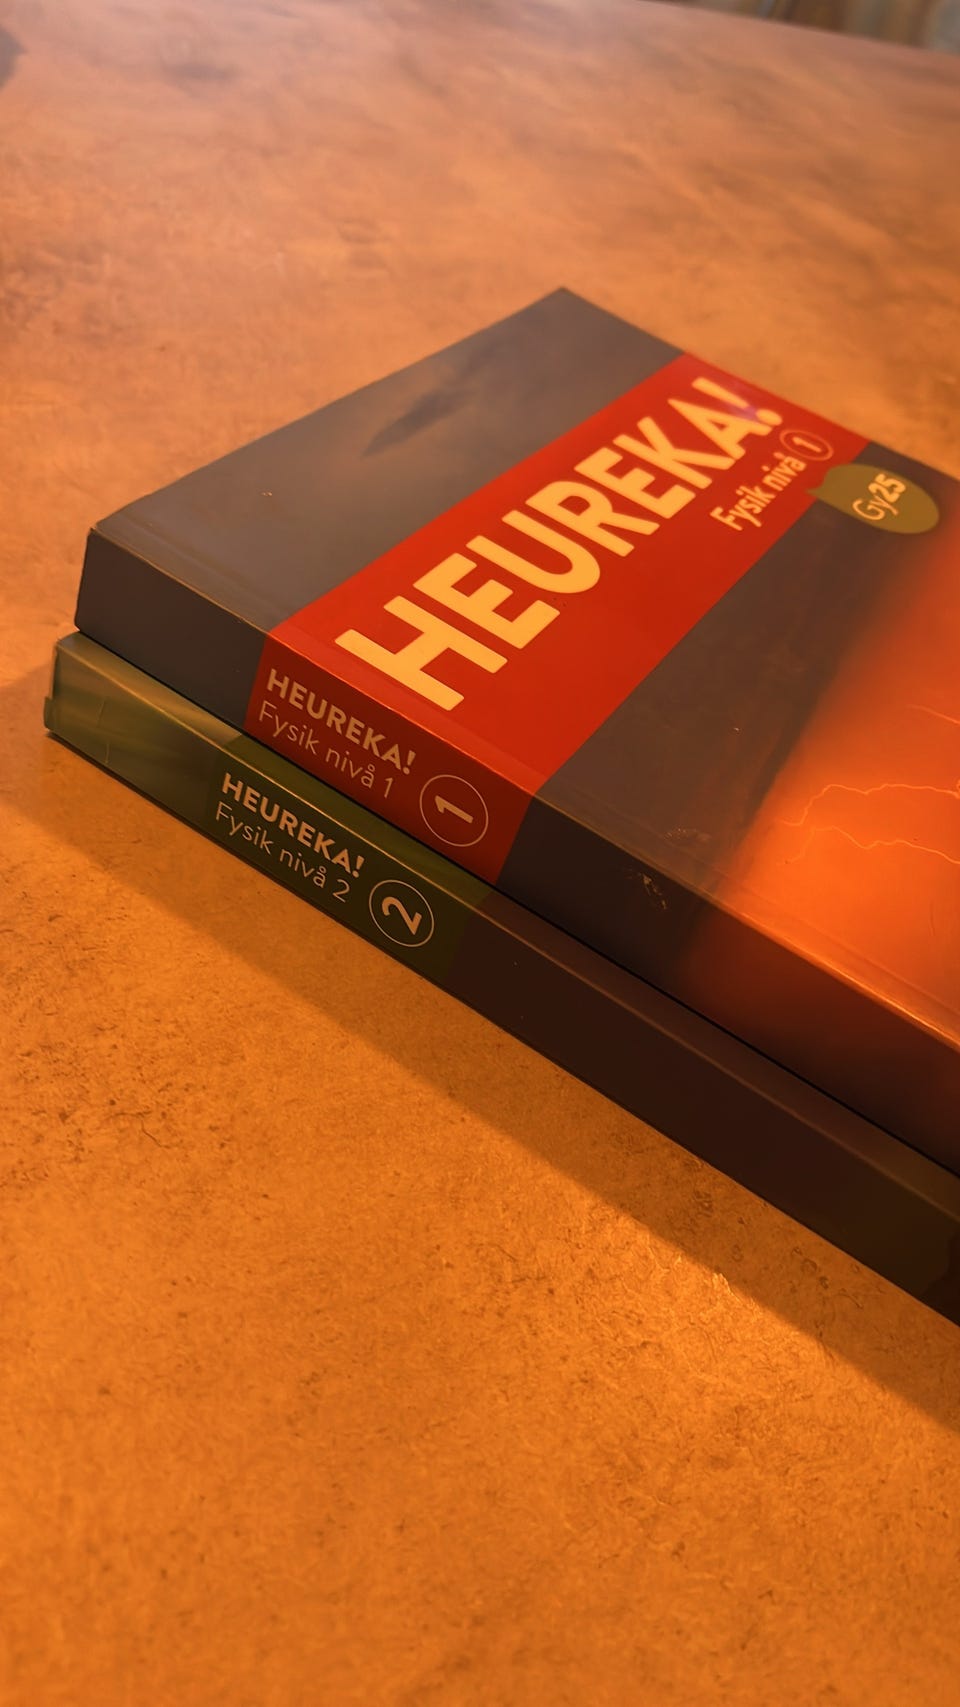 HEUREKA!
Fysik nivå 1
Gy25
HEUREKA!
Fysik nivå 1
1
HEUREKA!
Fysik nivå 2
2